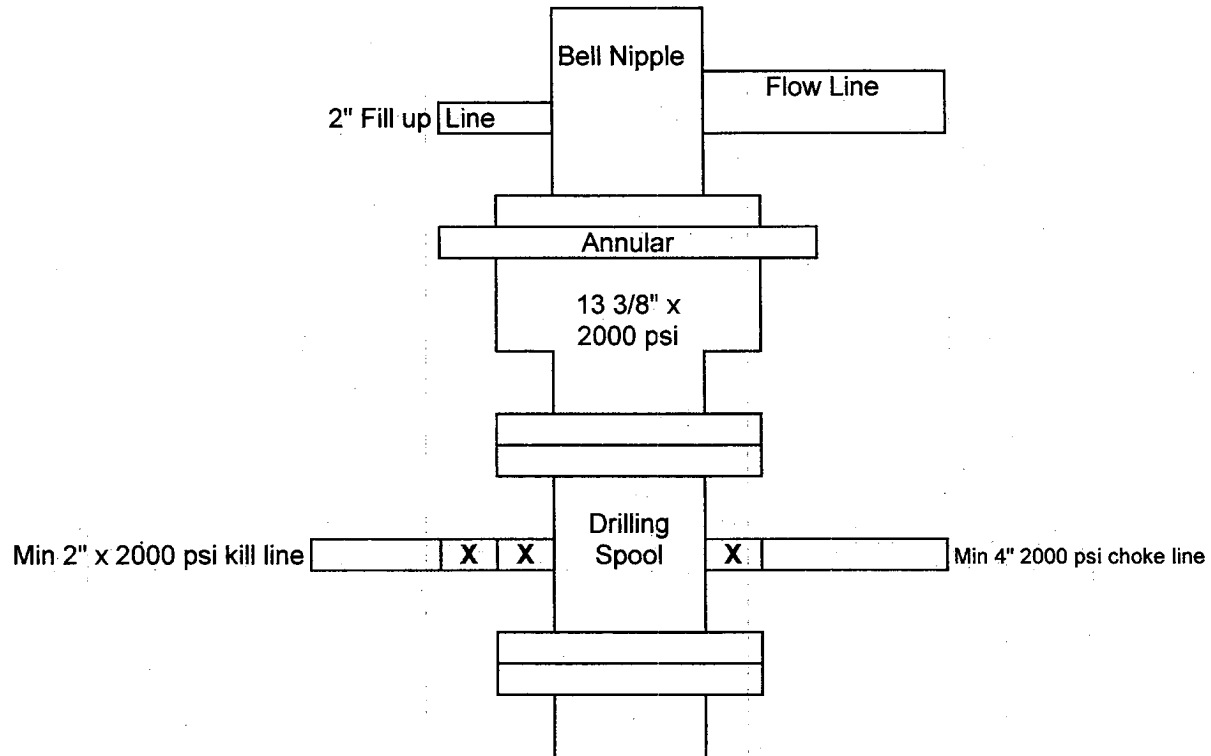 Bell Nipple
Flow Line
2" Fill up Line
Annular
13 3/8" x
2000 psi
Drilling
Spool
Min 2" x 2000 psi kill line
X X
X
Min 4" 2000 psi choke line